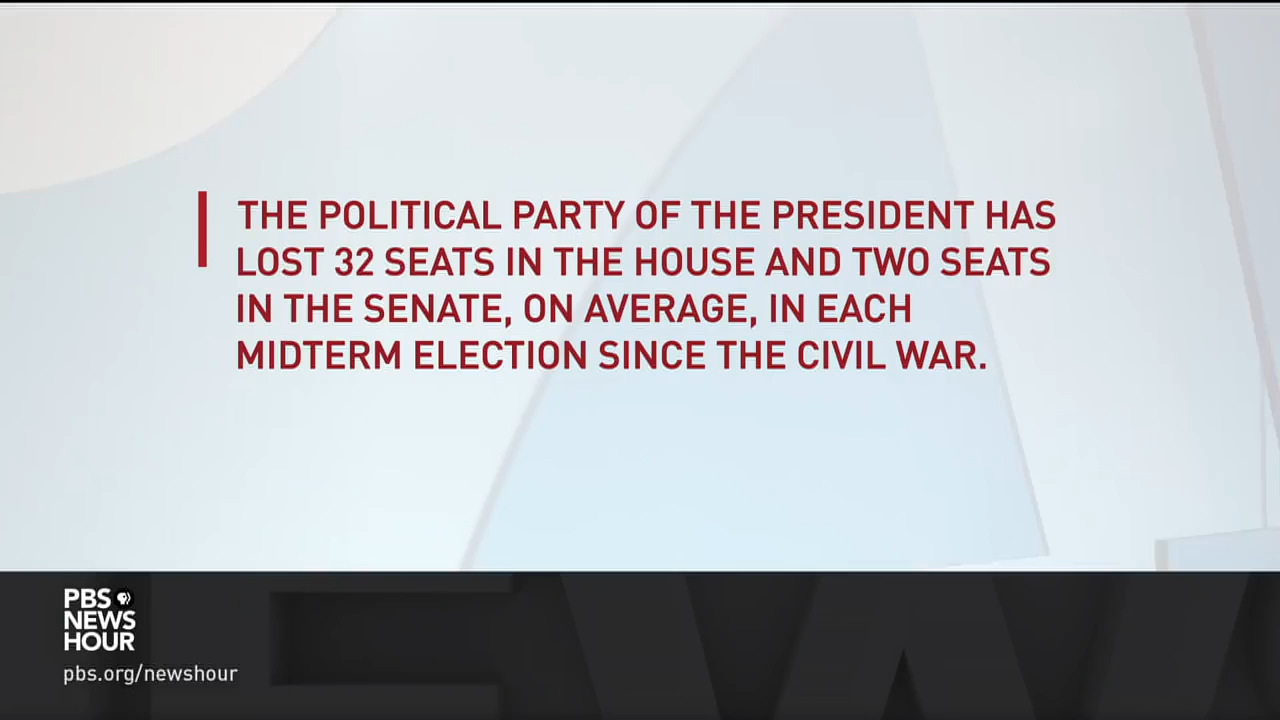 THE POLITICAL PARTY OF THE PRESIDENT HAS
LOST 32 SEATS IN THE HOUSE AND TWO SEATS
IN THE SENATE, ON AVERAGE, IN EACH
MIDTERM ELECTION SINCE THE CIVIL WAR.
PBS
NEWS
HOUR
pbs.org/newshour